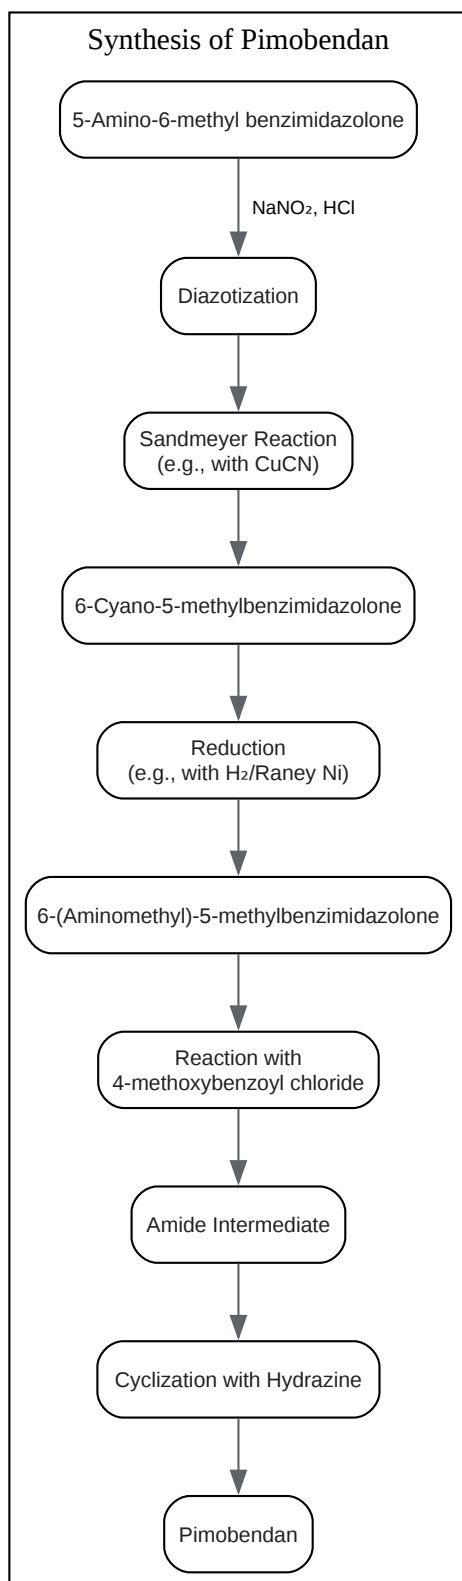 Synthesis of Pimobendan
5-Amino-6-methyl benzimidazolone
NaNO₂, HCl
Diazotization
Sandmeyer Reaction
(e.g., with CuCN)
6-Cyano-5-methylbenzimidazolone
Reduction
(e.g., with H₂/Raney Ni)
6-(Aminomethyl)-5-methylbenzimidazolone
Reaction with
4-methoxybenzoyl chloride
Amide Intermediate
Cyclization with Hydrazine
Pimobendan